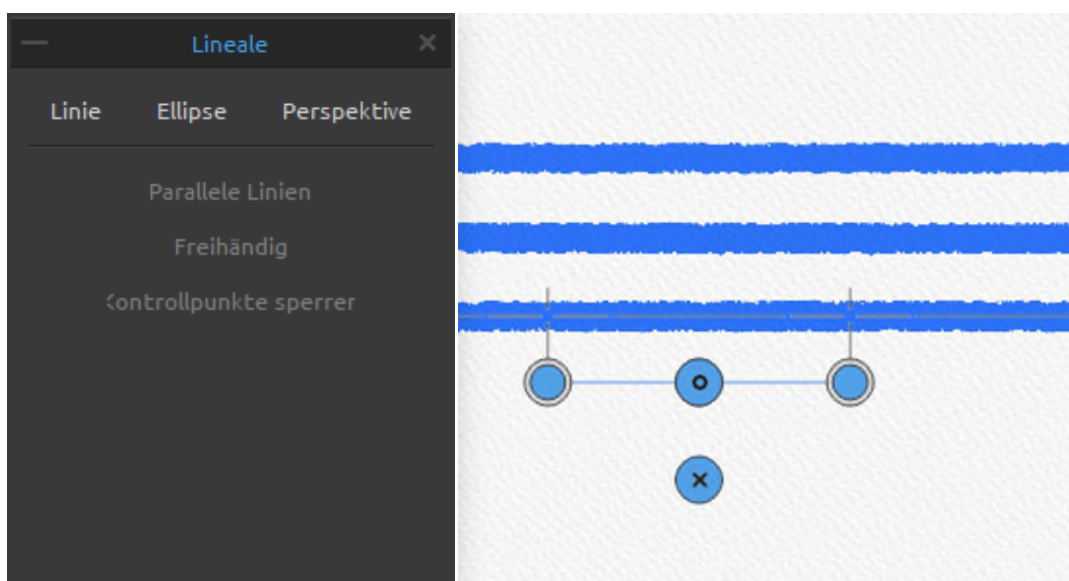 Lineale
Linie Ellipse Perspektive
Parallele Linien
Freihändig
Kontrollpunkte sperren